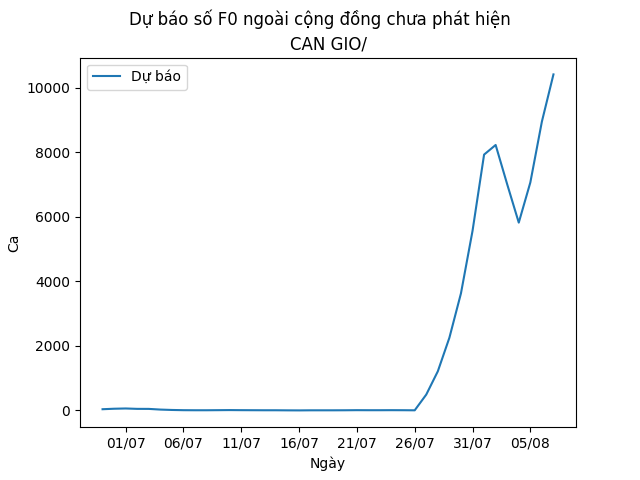 Dự báo số F0 ngoài cộng đồng chưa phát hiện
CAN GIO/
Dự báo
10000
8000
6000
4000
2000
0
Ca
01/07 06/07 11/07 16/07 21/07 26/07 31/07 05/08
Ngày